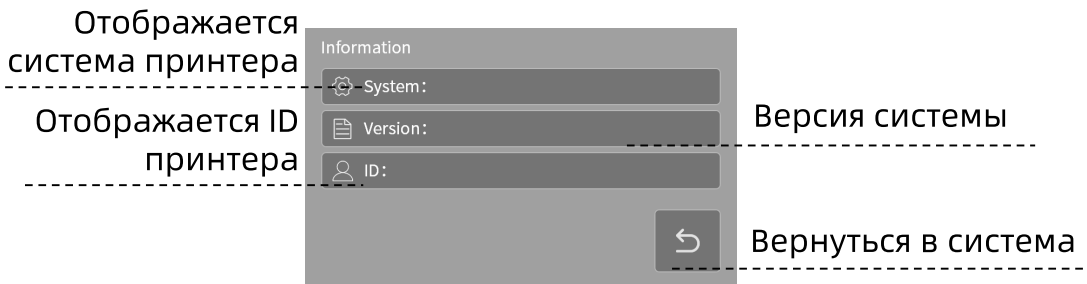 Отображается
система принтера
Отображается ID
принтера
Information
System:
Version:
ID:
Версия системы
Вернуться в система